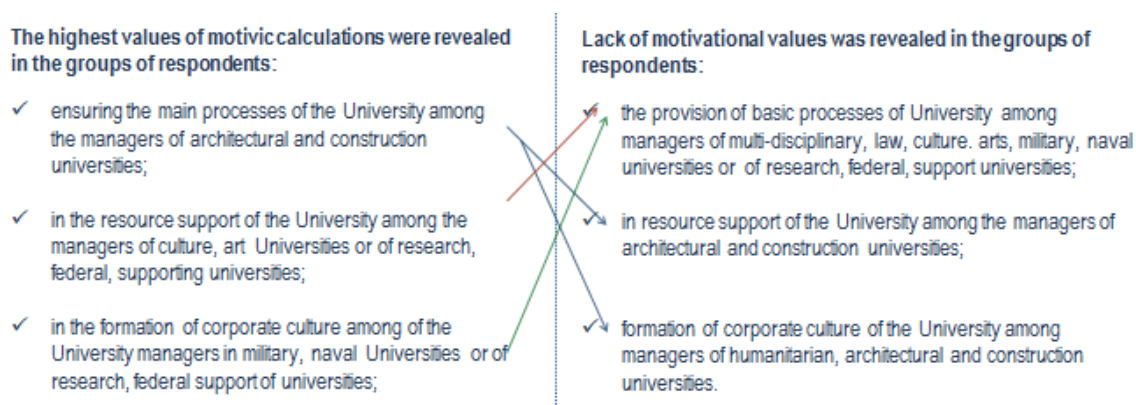 The highest values of motivic calculations were revealed
in the groups of respondents:
✓ ensuring the main processes of the University among
the managers of architectural and construction
universities;
✓ in the resource support of the University among the
managers of culture, art Universities or of research,
federal, supporting universities;
✓ in the formation of corporate culture among of the
University managers in military, naval Universities or of
research, federal support of universities;
Lack of motivational values was revealed in the groups of
respondents:
✓ the provision of basic processes of University among
managers of multi-disciplinary, law, culture. arts, military, naval
universities or of research, federal, support universities;
✓ in resource support of the University among the managers of
architectural and construction universities;
✓ formation of corporate culture of the University among
managers of humanitarian, architectural and construction
universities.